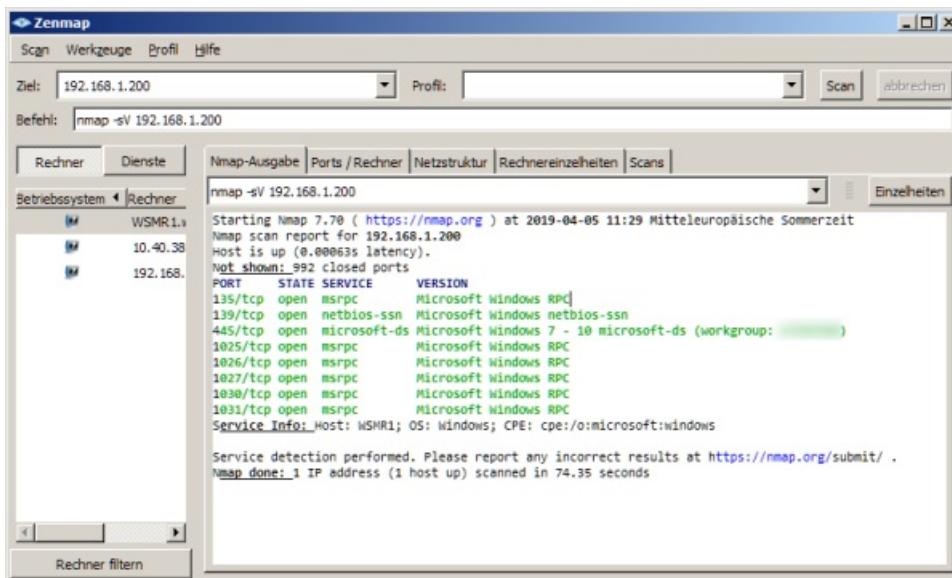 Zenmap
Scan Werkzeuge Profil Hilfe
Ziel: 192.168.1.200 Profil: Scan abbrechen
Befehl: nmap -sV 192.168.1.200
Rechner Dienste
Nmap-Ausgabe Ports / Rechner Netzstruktur Rechnereinzelheiten Scans
nmap -sV 192.168.1.200 Einzelheiten
Betriebssystem Rechner
WSMR1.
10.40.38
192.168.
Rechner filtern
Starting Nmap 7.70 ( https://nmap.org ) at 2019-04-05 11:29 Mitteleuropäische Sommerzeit
Nmap scan report for 192.168.1.200
Host is up (0.00063s latency).
Not shown: 992 closed ports
PORT STATE SERVICE VERSION
135/tcp open msrpc Microsoft Windows RPC
139/tcp open netbios-ssn Microsoft Windows netbios-ssn
445/tcp open microsoft-ds Microsoft Windows 7 - 10 microsoft-ds (workgroup: )
1025/tcp open msrpc Microsoft Windows RPC
1026/tcp open msrpc Microsoft Windows RPC
1027/tcp open msrpc Microsoft Windows RPC
1030/tcp open msrpc Microsoft Windows RPC
1031/tcp open msrpc Microsoft Windows RPC
Service Info: Host: WSMR1; OS: Windows; CPE: cpe:/o:microsoft:windows
Service detection performed. Please report any incorrect results at https://nmap.org/submit/ .
Nmap done: 1 IP address (1 host up) scanned in 74.35 seconds